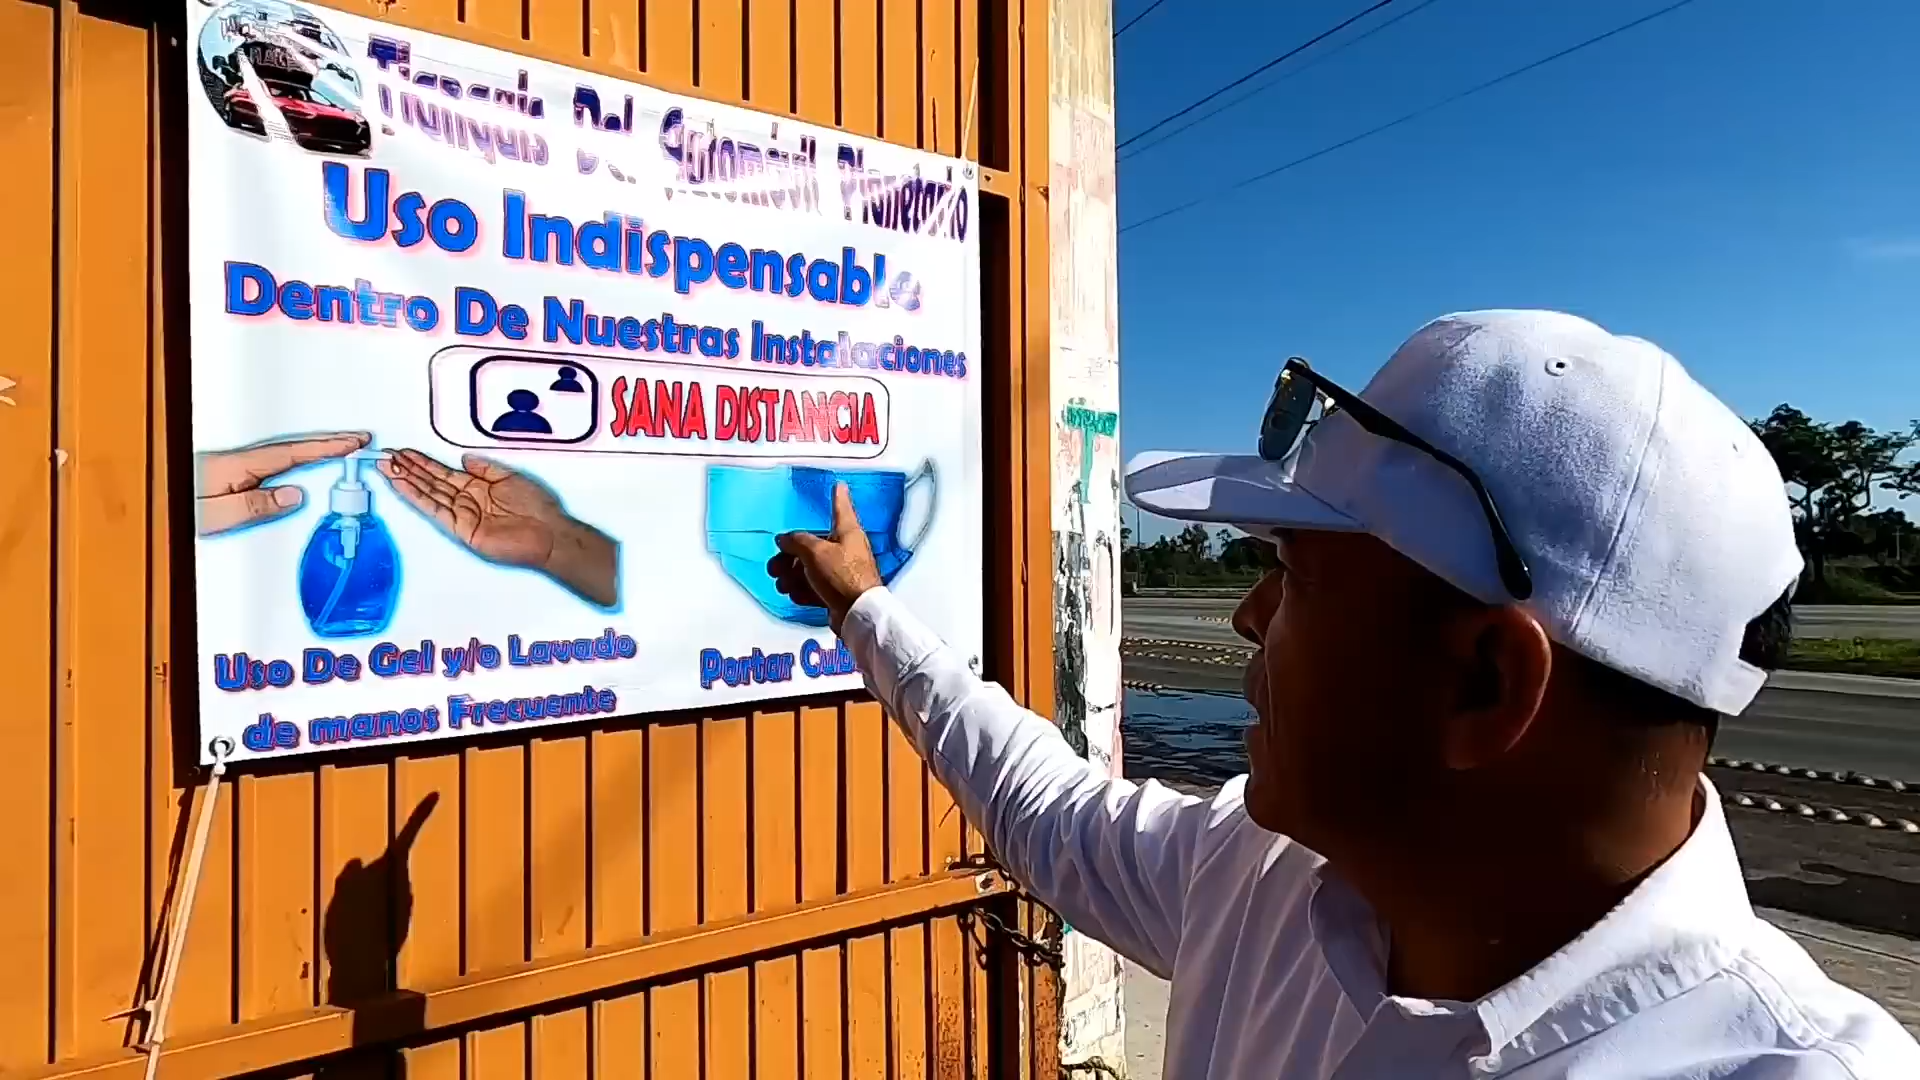 Tianguis Del Automóvil Planetario
Uso Indispensable
Dentro De Nuestras Instalaciones
SANA DISTANCIA
Uso De Gel y/o Lavado
de manos Frecuente
Portar